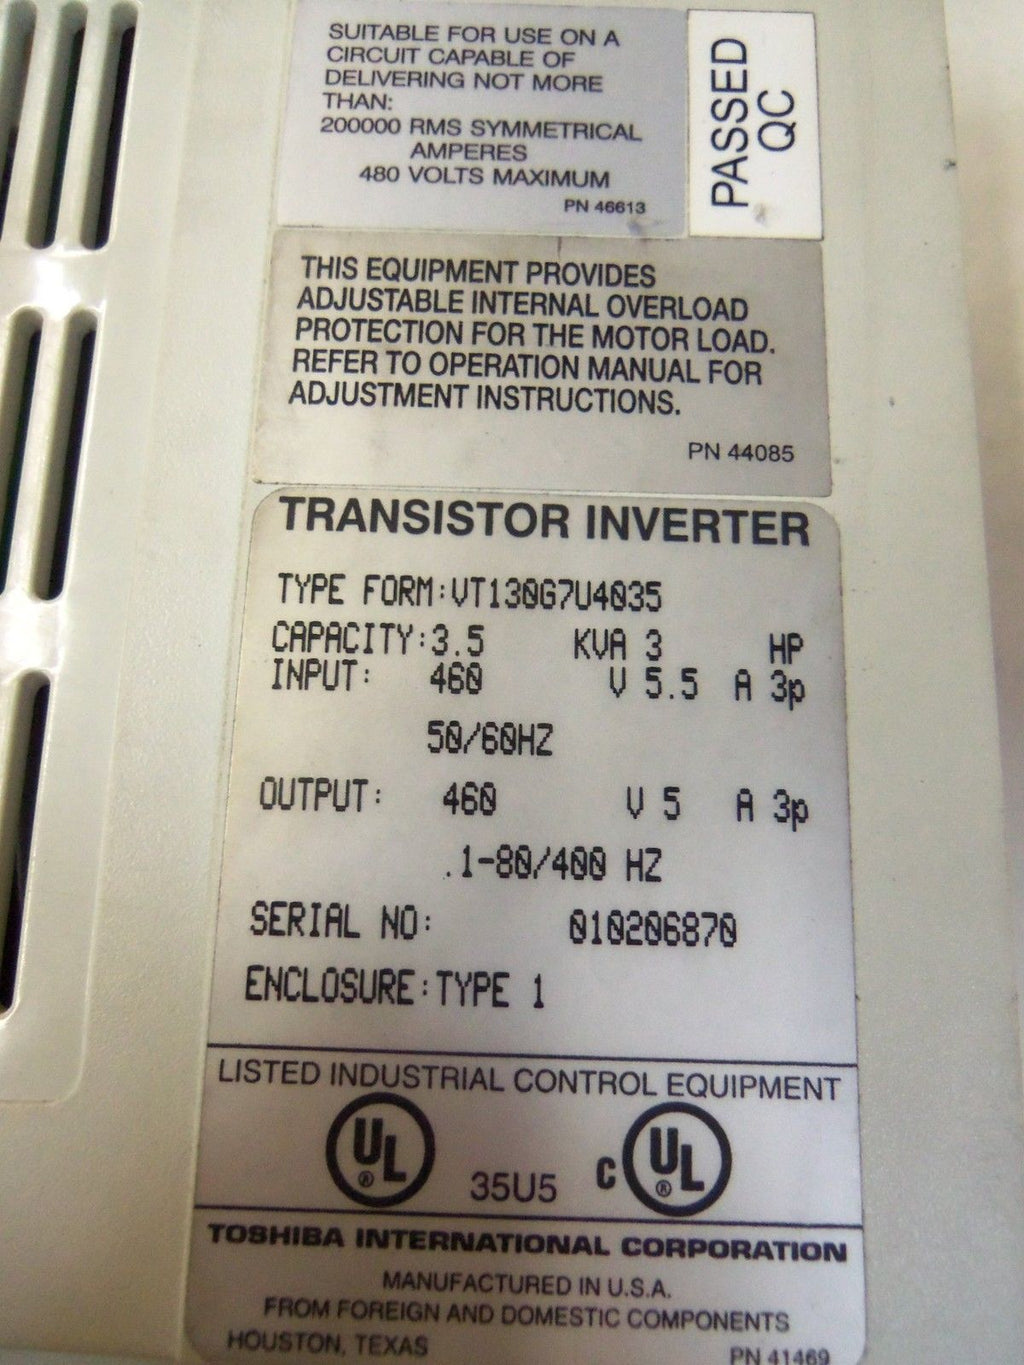 SUITABLE FOR USE ON A
CIRCUIT CAPABLE OF
DELIVERING NOT MORE
THAN:
200000 RMS SYMMETRICAL
AMPERES
480 VOLTS MAXIMUM
PN 46613
PASSED
QC
THIS EQUIPMENT PROVIDES
ADJUSTABLE INTERNAL OVERLOAD
PROTECTION FOR THE MOTOR LOAD.
REFER TO OPERATION MANUAL FOR
ADJUSTMENT INSTRUCTIONS.
PN 44085
TRANSISTOR INVERTER
TYPE FORM:VT130G7U4035
CAPACITY:3.5 KVA 3 HP
INPUT: 460 V 5.5 A 3p
50/60HZ
OUTPUT: 460 V 5 A 3p
.1-80/400 HZ
SERIAL NO: 010206870
ENCLOSURE:TYPE 1
LISTED INDUSTRIAL CONTROL EQUIPMENT
UL ® 35U5 C UL ®
TOSHIBA INTERNATIONAL CORPORATION
MANUFACTURED IN U.S.A.
FROM FOREIGN AND DOMESTIC COMPONENTS
HOUSTON, TEXAS PN 41469